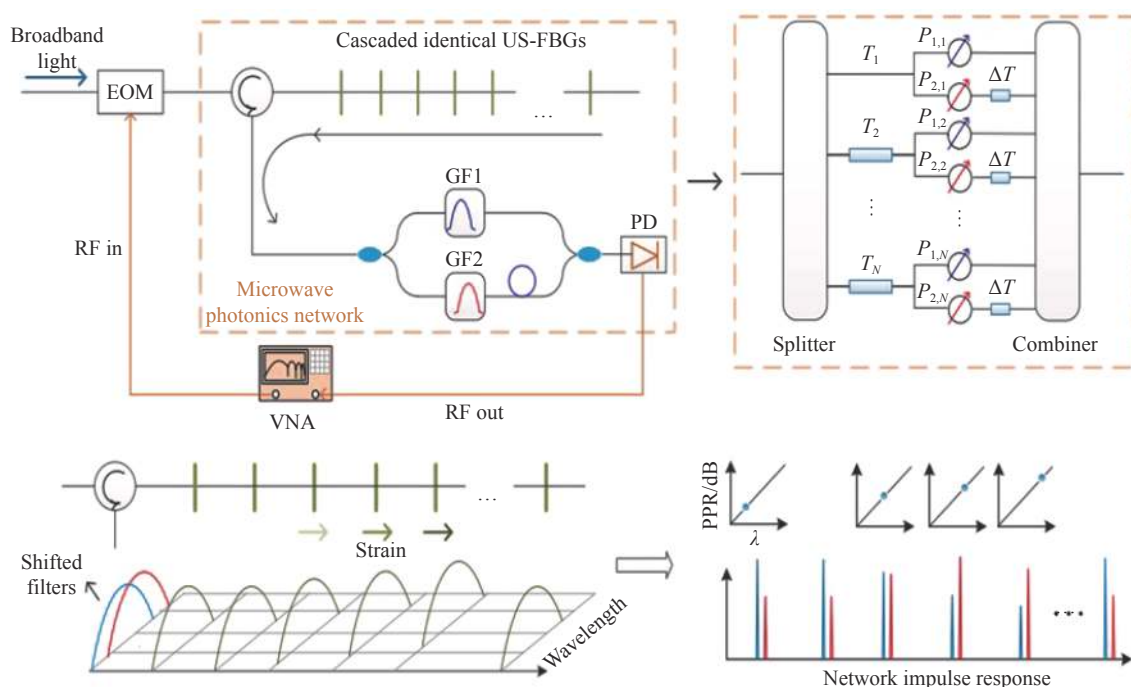 Broadband
light
EOM
Cascaded identical US-FBGs
...
GF1
GF2
PD
RF in
Microwave
photonics network
VNA
RF out
T1
P1,1
P2,1
ΔT
T2
P1,2
P2,2
ΔT
⋮
⋮
TN
P1,N
P2,N
ΔT
Splitter
Combiner
...
Strain
Shifted
filters
Wavelength
PPR/dB
λ
...
Network impulse response